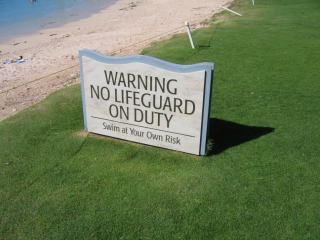 WARNING
NO LIFEGUARD
ON DUTY
Swim at Your Own Risk